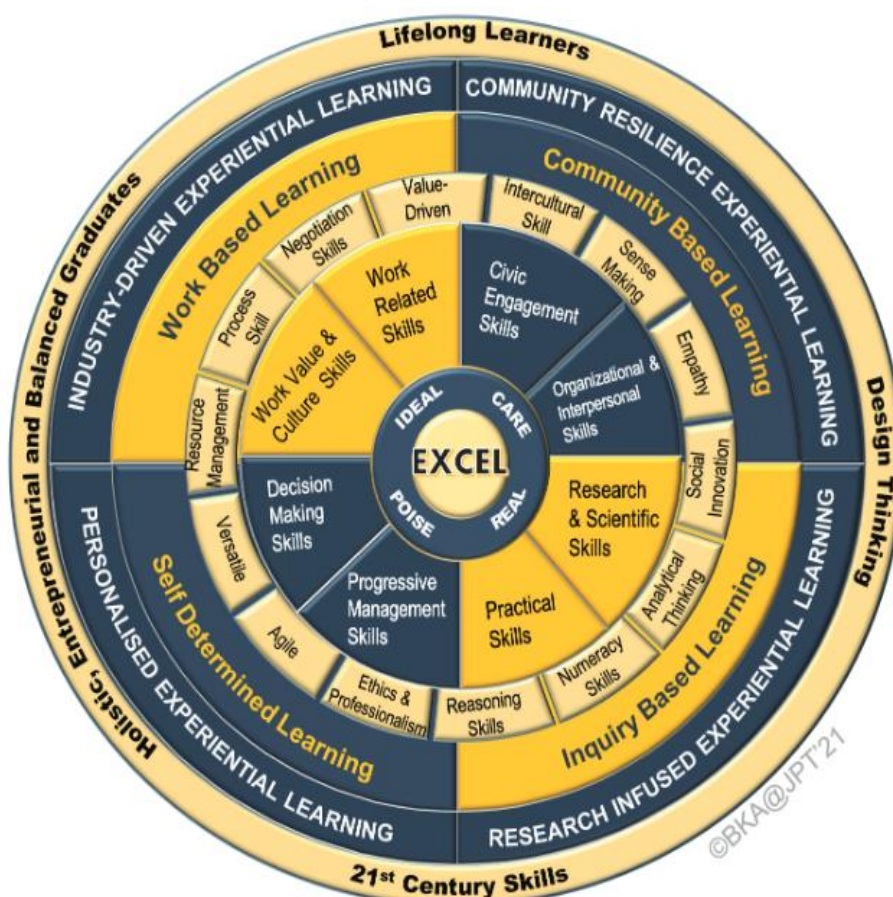 Lifelong Learners
Design Thinking
21st Century Skills
Holistic, Entrepreneurial and Balanced Graduates
INDUSTRY-DRIVEN EXPERIENTIAL LEARNING
COMMUNITY RESILIENCE EXPERIENTIAL LEARNING
RESEARCH INFUSED EXPERIENTIAL LEARNING
PERSONALISED EXPERIENTIAL LEARNING
Work Based Learning
Community Based Learning
Inquiry Based Learning
Self Determined Learning
Value-
Driven
Intercultural
Skill
Sense
Making
Empathy
Social
Innovation
Analytical
Thinking
Numeracy
Skills
Reasoning
Skills
Ethics &
Professionalism
Agile
Versatile
Resource
Management
Process
Skill
Negotiation
Skills
Work
Related
Skills
Civic
Engagement
Skills
Organizational &
Interpersonal
Skills
Research
& Scientific
Skills
Practical
Skills
Progressive
Management
Skills
Decision
Making
Skills
Work Value &
Culture Skills
IDEAL
CARE
REAL
POISE
EXCEL
©BKA@JPT'21